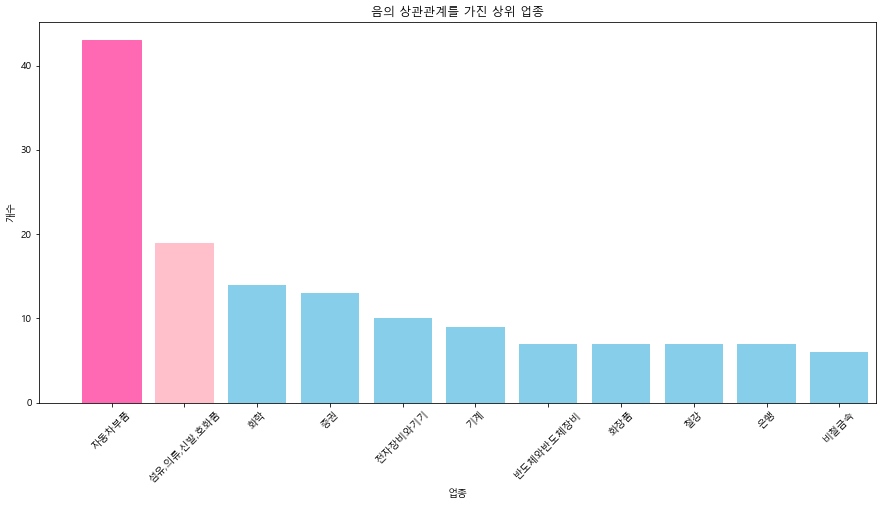 음의 상관관계를 가진 상위 업종
개수
40
30
20
10
0
자동차부품
섬유,의류,신발,호화품
화학
증권
전자장비와기기
기계
반도체와반도체장비
화장품
철강
은행
비철금속
업종